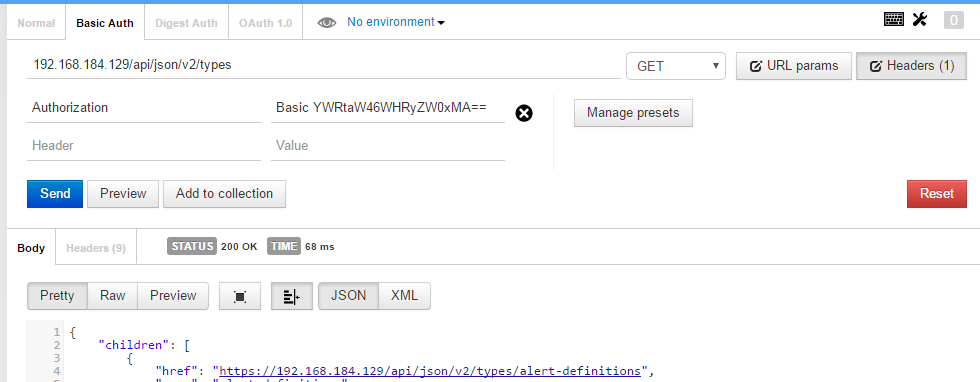 Normal Basic Auth Digest Auth OAuth 1.0 No environment 0
192.168.184.129/api/json/v2/types GET URL params Headers (1)
Authorization Basic YWRtaW46WHRyZW0xMA== Manage presets
Header Value
Send Preview Add to collection Reset
Body Headers (9) STATUS 200 OK TIME 68 ms
Pretty Raw Preview JSON XML
1 {
2 "children": [
3 {
4 "href": "https://192.168.184.129/api/json/v2/types/alert-definitions",